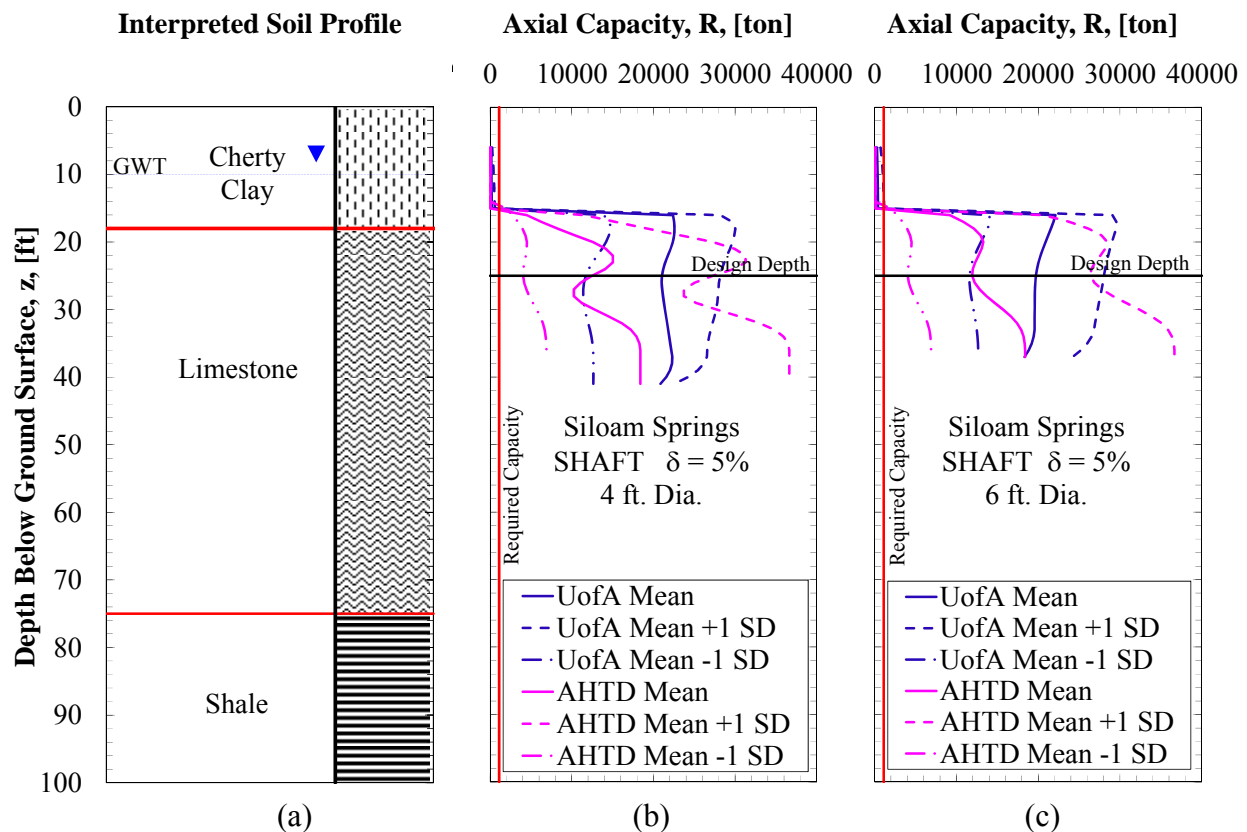 Interpreted Soil Profile
Axial Capacity, R, [ton]
Axial Capacity, R, [ton]
0 10000 20000 30000 40000
0 10000 20000 30000 40000
Depth Below Ground Surface, z, [ft]
0
10
20
30
40
50
60
70
80
90
100
GWT
Cherty
Clay
Limestone
Shale
Design Depth
Required Capacity
Siloam Springs
SHAFT δ = 5%
4 ft. Dia.
UofA Mean
UofA Mean +1 SD
UofA Mean -1 SD
AHTD Mean
AHTD Mean +1 SD
AHTD Mean -1 SD
Design Depth
Required Capacity
Siloam Springs
SHAFT δ = 5%
6 ft. Dia.
UofA Mean
UofA Mean +1 SD
UofA Mean -1 SD
AHTD Mean
AHTD Mean +1 SD
AHTD Mean -1 SD
(a)
(b)
(c)